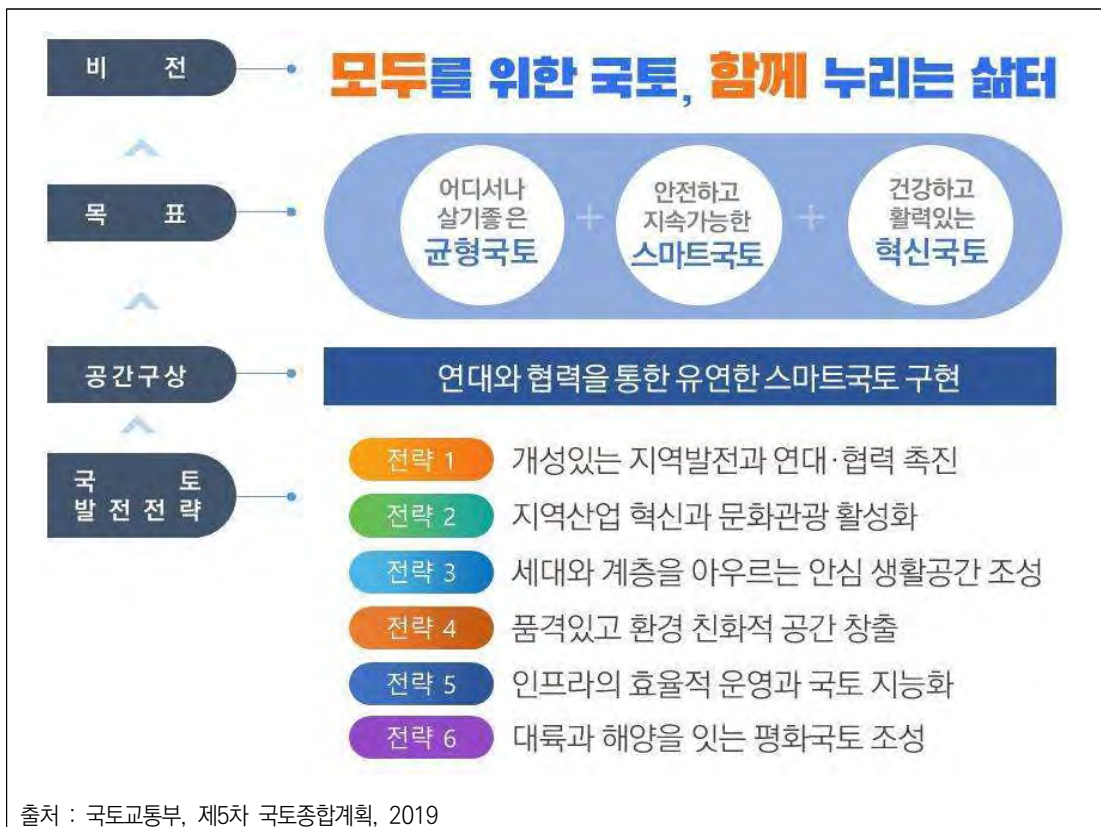 비 전
모두를 위한 국토, 함께 누리는 삶터
목 표
어디서나
살기좋은
균형국토
+
안전하고
지속가능한
스마트국토
+
건강하고
활력있는
혁신국토
공간구상
연대와 협력을 통한 유연한 스마트국토 구현
국 토
발전전략
전략 1 개성있는 지역발전과 연대·협력 촉진
전략 2 지역산업 혁신과 문화관광 활성화
전략 3 세대와 계층을 아우르는 안심 생활공간 조성
전략 4 품격있고 환경 친화적 공간 창출
전략 5 인프라의 효율적 운영과 국토 지능화
전략 6 대륙과 해양을 잇는 평화국토 조성
출처 : 국토교통부, 제5차 국토종합계획, 2019